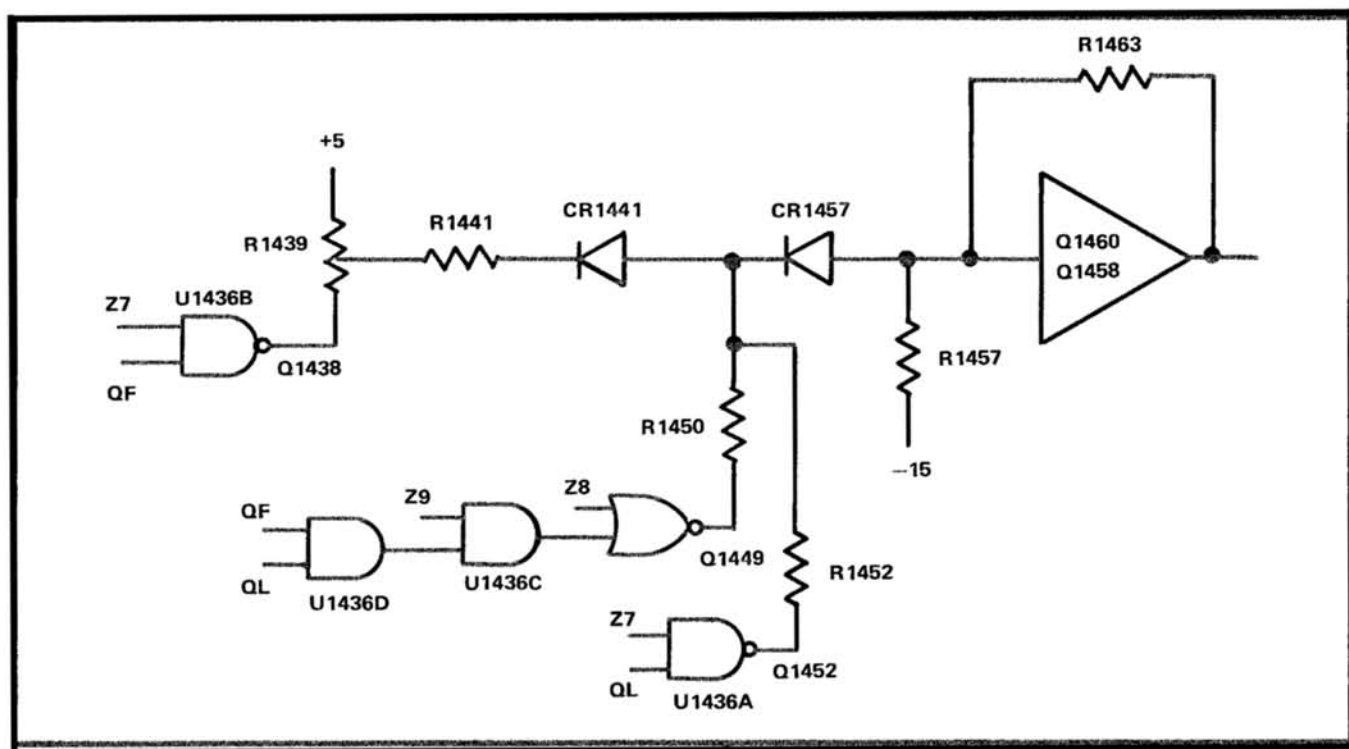 R1463
+5
R1441
CR1441
CR1457
R1439
Q1460
Q1458
Z7
U1436B
Q1438
QF
R1457
R1450
−15
Z9
Z8
QF
QL
U1436D
U1436C
Q1449
R1452
Z7
QL
U1436A
Q1452